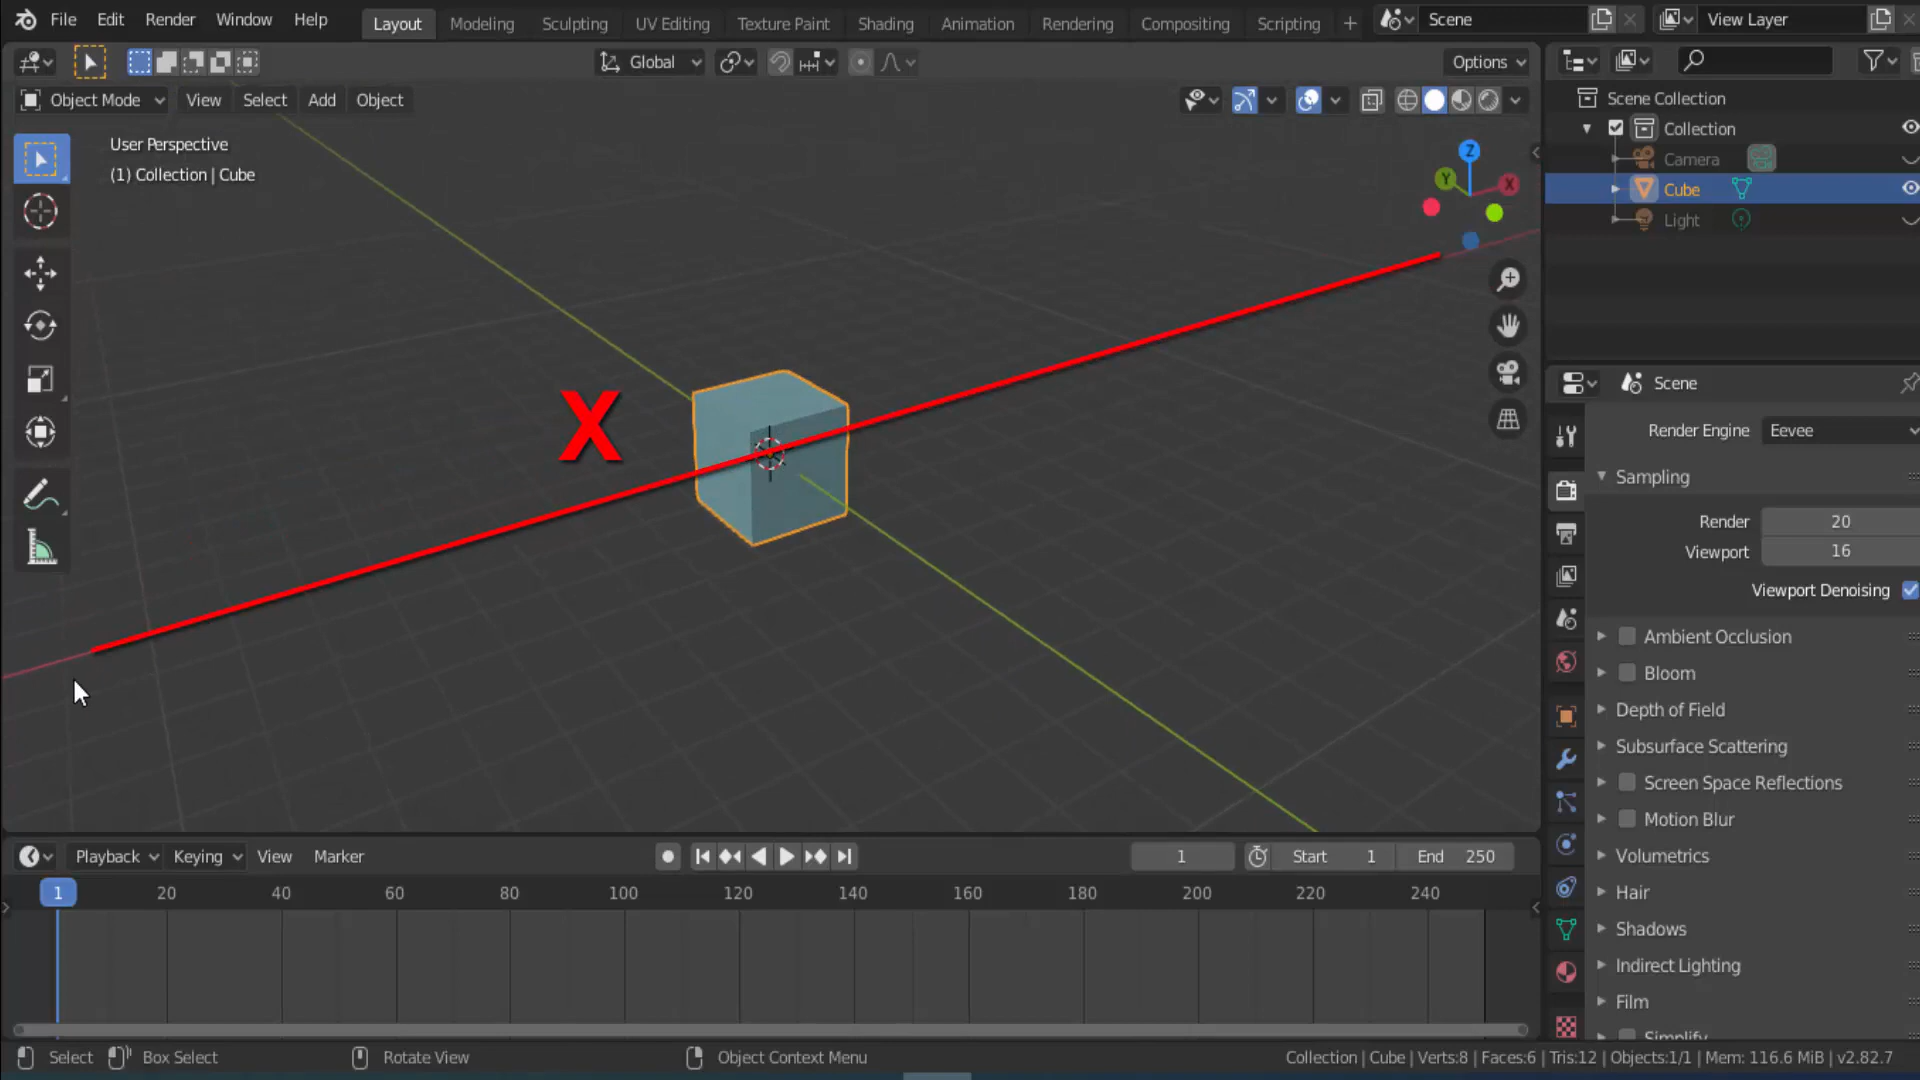 File Edit Render Window Help Layout Modeling Sculpting UV Editing Texture Paint Shading Animation Rendering Compositing Scripting + Scene View Layer
Global Options
Object Mode View Select Add Object
User Perspective
(1) Collection | Cube
Z
Y
X
X
Scene Collection
Collection
Camera
Cube
Light
Scene
Render Engine Eevee
Sampling
Render 20
Viewport 16
Viewport Denoising
Ambient Occlusion
Bloom
Depth of Field
Subsurface Scattering
Screen Space Reflections
Motion Blur
Volumetrics
Hair
Shadows
Indirect Lighting
Film
Simplify
Playback Keying View Marker 1 Start 1 End 250
1 20 40 60 80 100 120 140 160 180 200 220 240
Select Box Select Rotate View Object Context Menu Collection | Cube | Verts:8 | Faces:6 | Tris:12 | Objects:1/1 | Mem: 116.6 MiB | v2.82.7